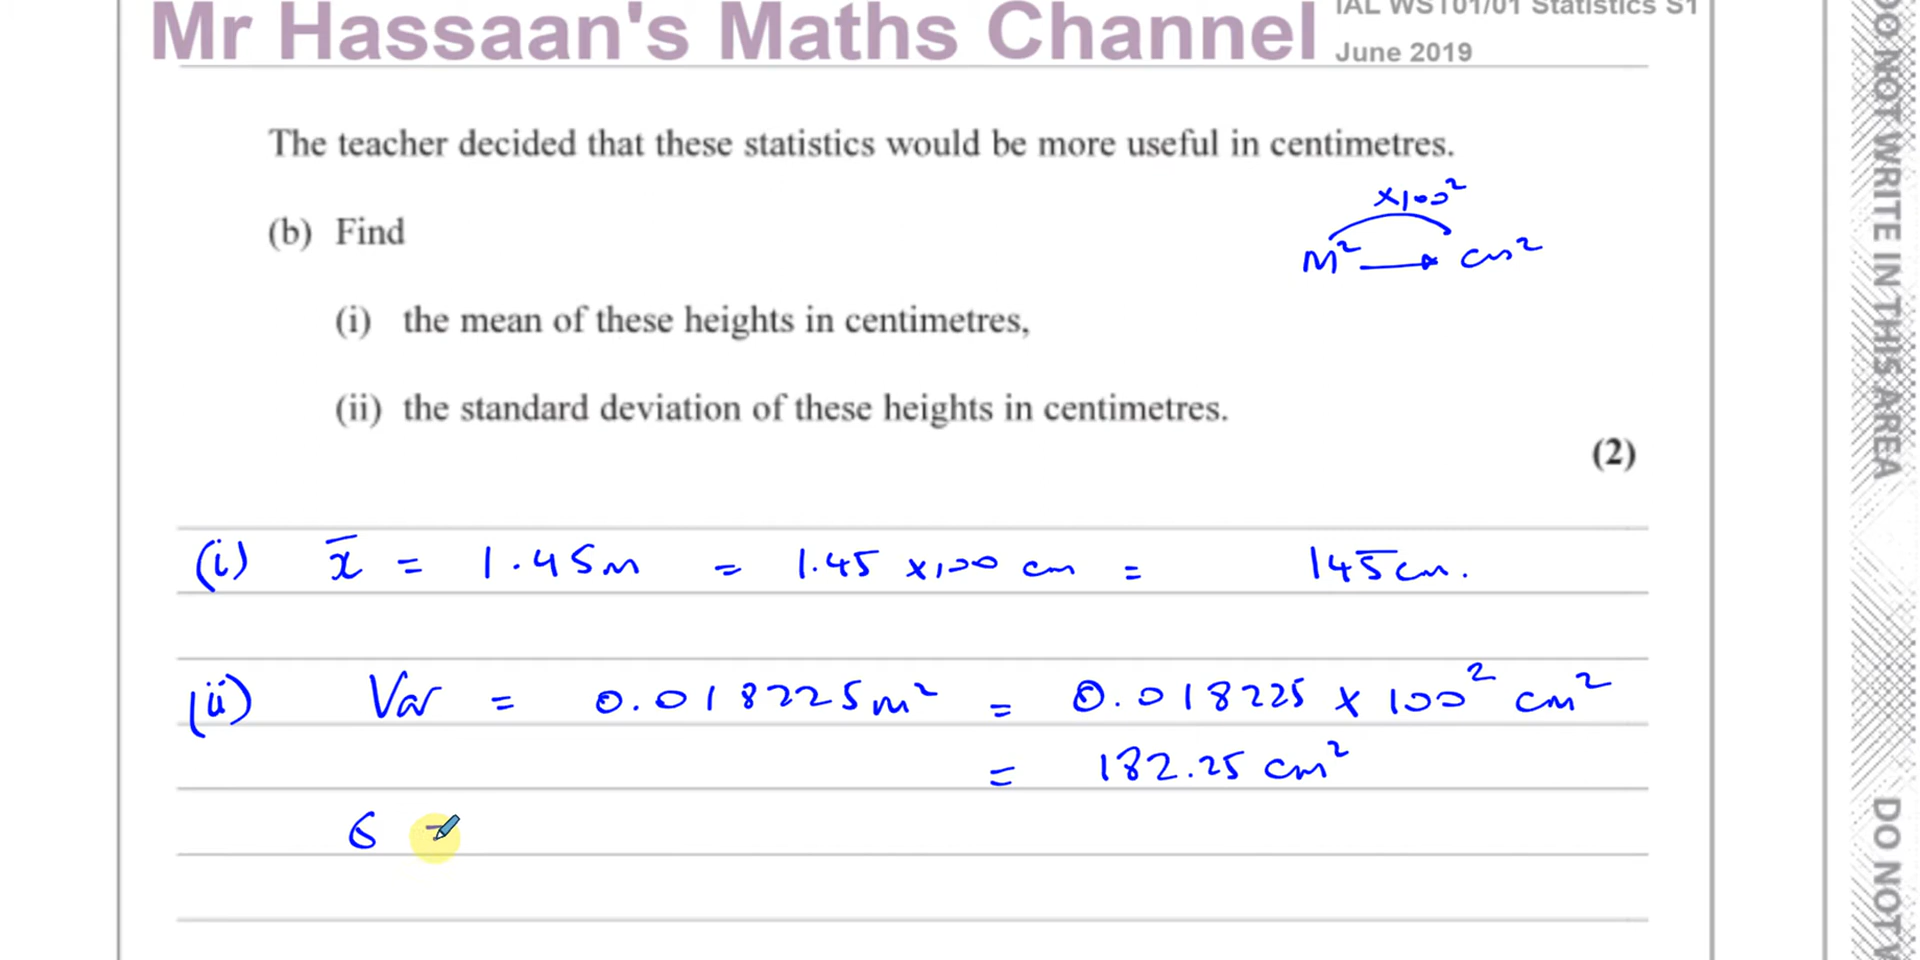 Mr Hassaan's Maths Channel
IAL WST01/01 Statistics S1
June 2019
The teacher decided that these statistics would be more useful in centimetres.
×100²
M² → cm²
(b) Find
(i) the mean of these heights in centimetres,
(ii) the standard deviation of these heights in centimetres.
(2)
(i) x̄ = 1.45m = 1.45 ×100 cm = 145cm.
(ii) Var = 0.018225m² = 0.018225 × 100² cm²
= 182.25 cm²
σ =
DO NOT WRITE IN THIS AREA
DO NOT W